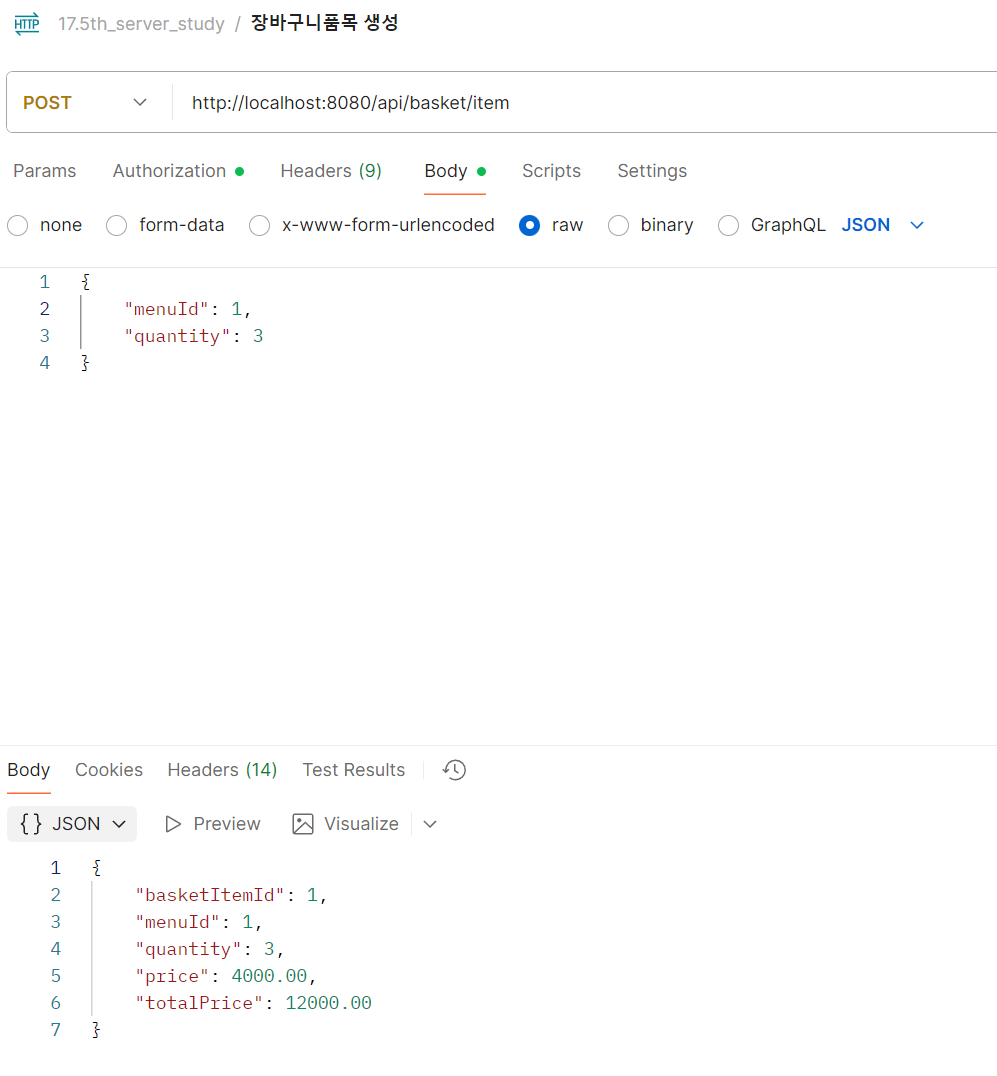 HTTP 17.5th_server_study / 장바구니품목 생성
POST http://localhost:8080/api/basket/item
Params Authorization Headers (9) Body Scripts Settings
none form-data x-www-form-urlencoded raw binary GraphQL JSON
1 {
2 "menuId": 1,
3 "quantity": 3
4 }
Body Cookies Headers (14) Test Results
{} JSON Preview Visualize
1 {
2 "basketItemId": 1,
3 "menuId": 1,
4 "quantity": 3,
5 "price": 4000.00,
6 "totalPrice": 12000.00
7 }